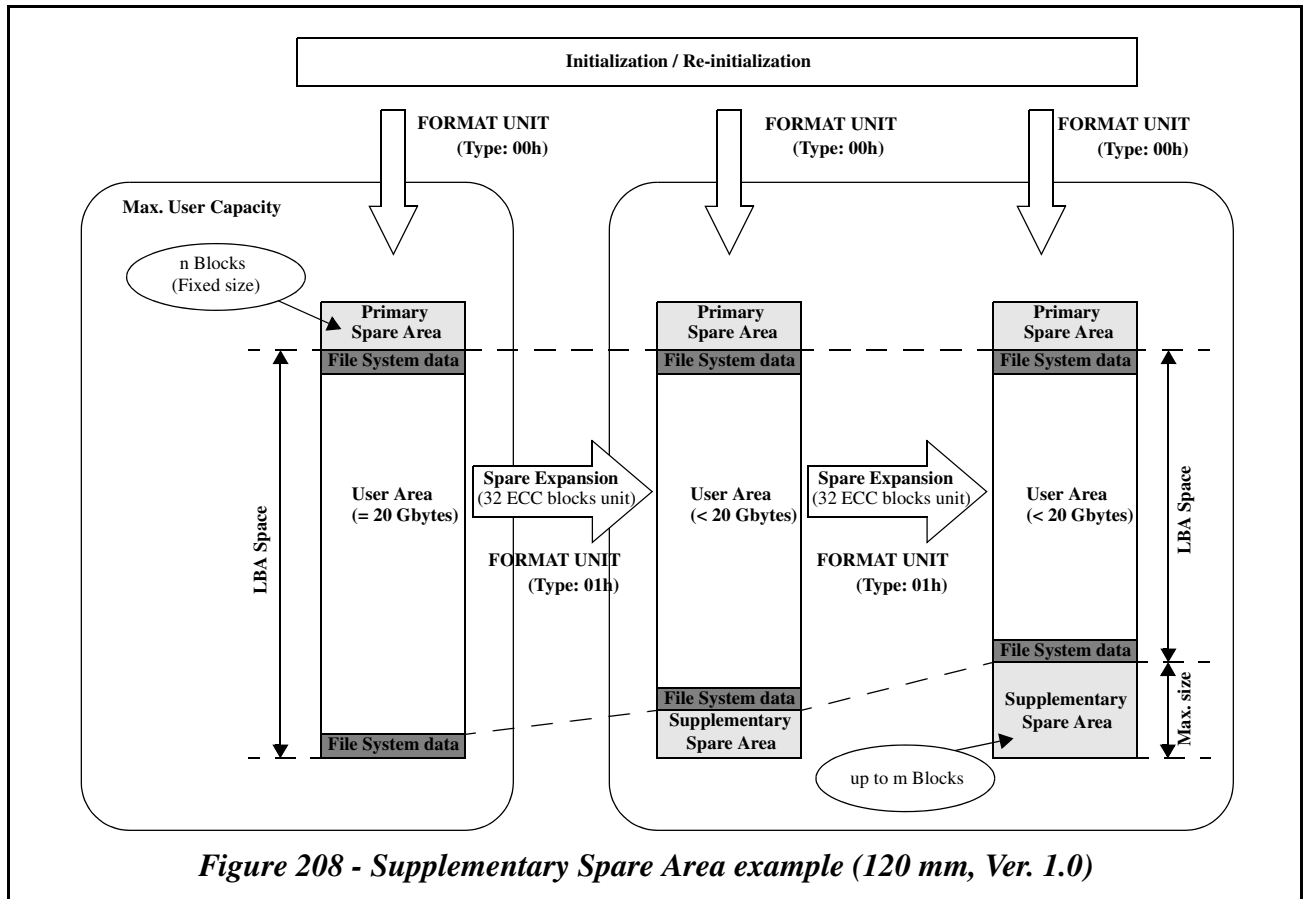 Initialization / Re-initialization
FORMAT UNIT
(Type: 00h)
FORMAT UNIT
(Type: 00h)
FORMAT UNIT
(Type: 00h)
Max. User Capacity
n Blocks
(Fixed size)
Primary
Spare Area
File System data
User Area
(= 20 Gbytes)
File System data
LBA Space
Spare Expansion
(32 ECC blocks unit)
FORMAT UNIT
(Type: 01h)
Primary
Spare Area
File System data
User Area
(< 20 Gbytes)
File System data
Supplementary
Spare Area
Spare Expansion
(32 ECC blocks unit)
FORMAT UNIT
(Type: 01h)
Primary
Spare Area
File System data
User Area
(< 20 Gbytes)
File System data
Supplementary
Spare Area
LBA Space
Max. size
up to m Blocks
Figure 208 - Supplementary Spare Area example (120 mm, Ver. 1.0)